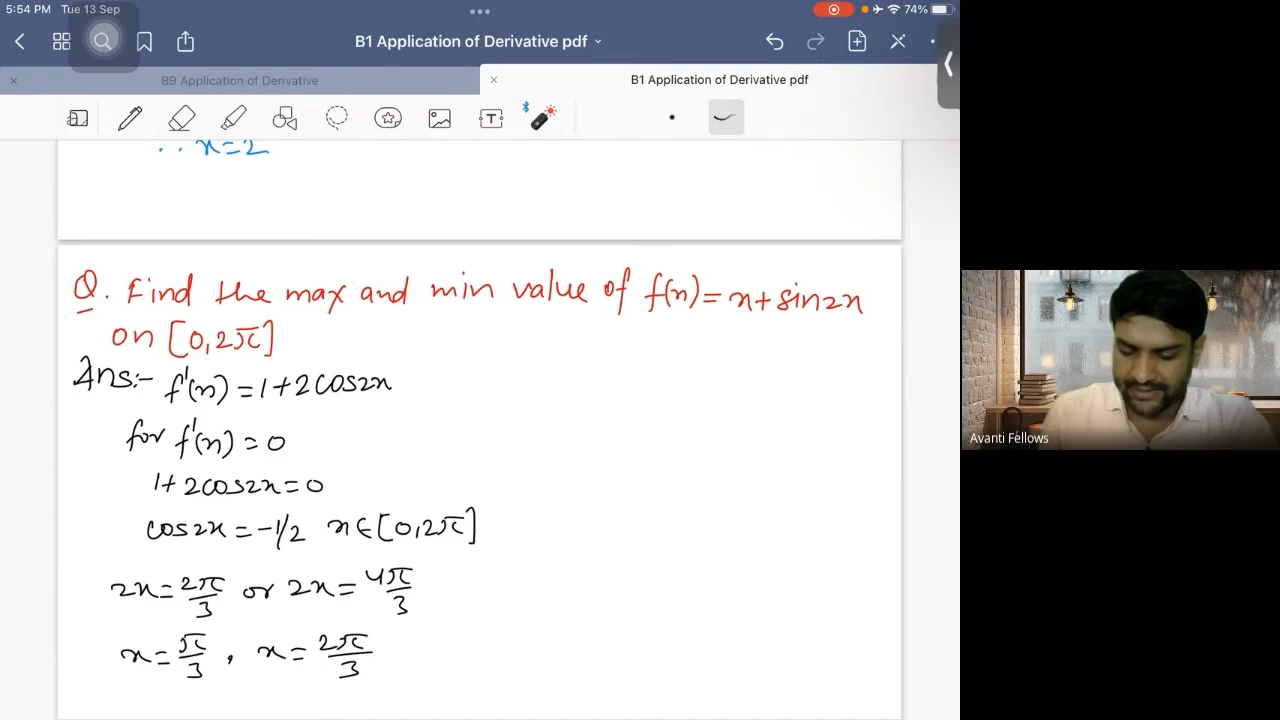 5:54 PM Tue 13 Sep
74%
B1 Application of Derivative pdf
B9 Application of Derivative
B1 Application of Derivative pdf
T
∴ x=2
Q. Find the max and min value of f(x)=x+sin2x
on [0,2π]
Ans:- f'(x)=1+2cos2x
for f'(x)=0
1+2cos2x=0
cos2x=-1/2 x∈[0,2π]
2x=2π/3 or 2x=4π/3
x=π/3, x=2π/3
Avanti Fellows